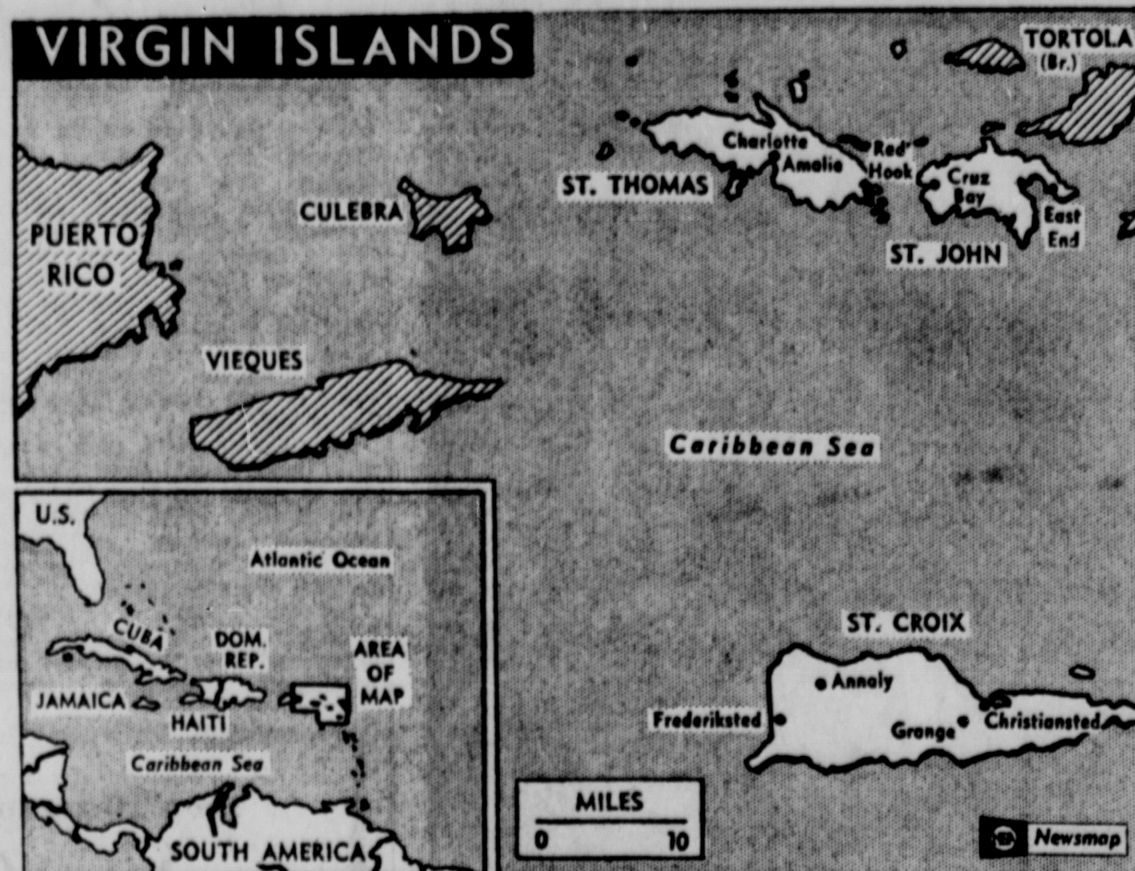 VIRGIN ISLANDS
TORTOLA
(Br.)
Charlotte
Amalie
Red
Hook
Cruz
Bay
East
End
ST. THOMAS
ST. JOHN
CULEBRA
PUERTO
RICO
VIEQUES
Caribbean Sea
U.S.
Atlantic Ocean
CUBA
DOM.
REP.
AREA
OF
MAP
JAMAICA
HAITI
Caribbean Sea
SOUTH AMERICA
ST. CROIX
Annaly
Frederiksted
Grange
Christiansted
MILES
0 10
Newsmap